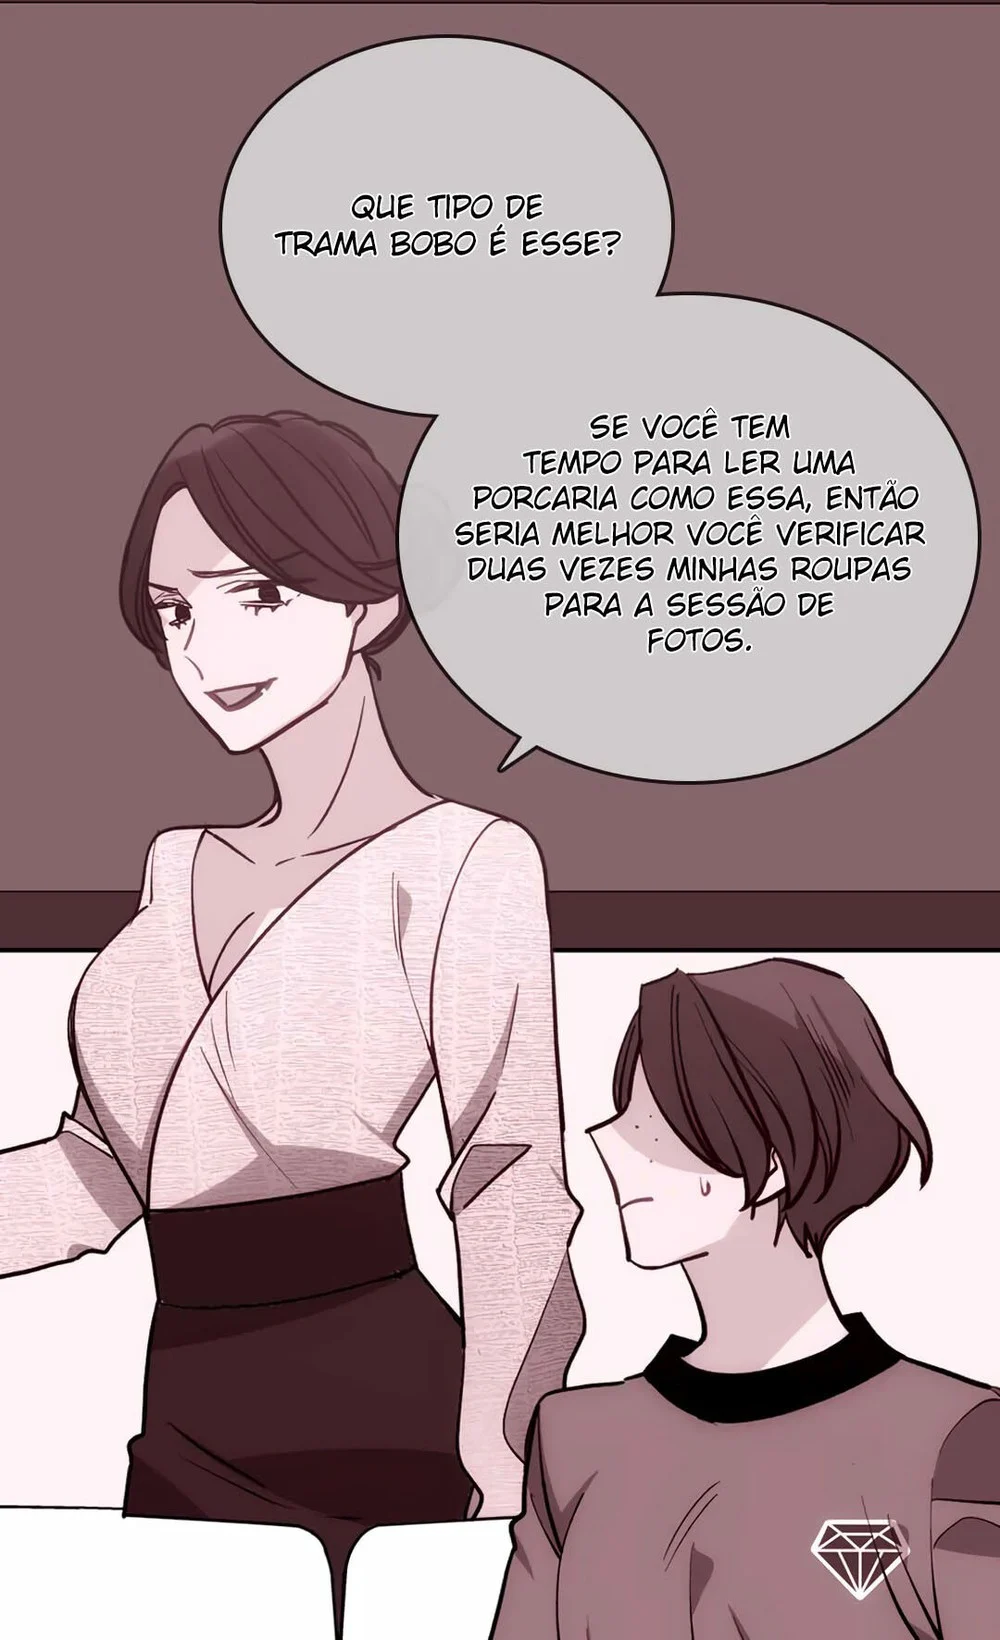 QUE TIPO DE
TRAMA BOBO É ESSE?
SE VOCÊ TEM
TEMPO PARA LER UMA
PORCARIA COMO ESSA, ENTÃO
SERIA MELHOR VOCÊ VERIFICAR
DUAS VEZES MINHAS ROUPAS
PARA A SESSÃO DE
FOTOS.